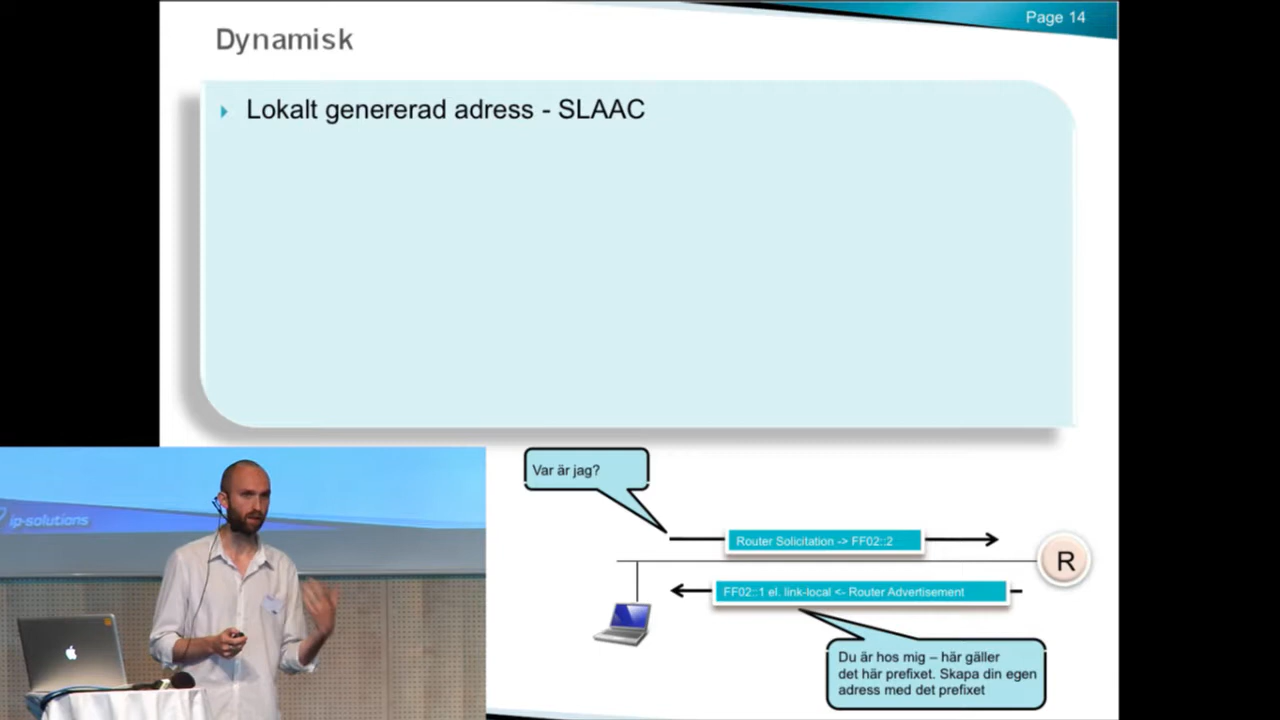 Page 14
Dynamisk
Lokalt genererad adress - SLAAC
ip-solutions
Var är jag?
Router Solicitation -> FF02::2
R
FF02::1 el. link-local <- Router Advertisement
Du är hos mig – här gäller
det här prefixet. Skapa din egen
adress med det prefixet